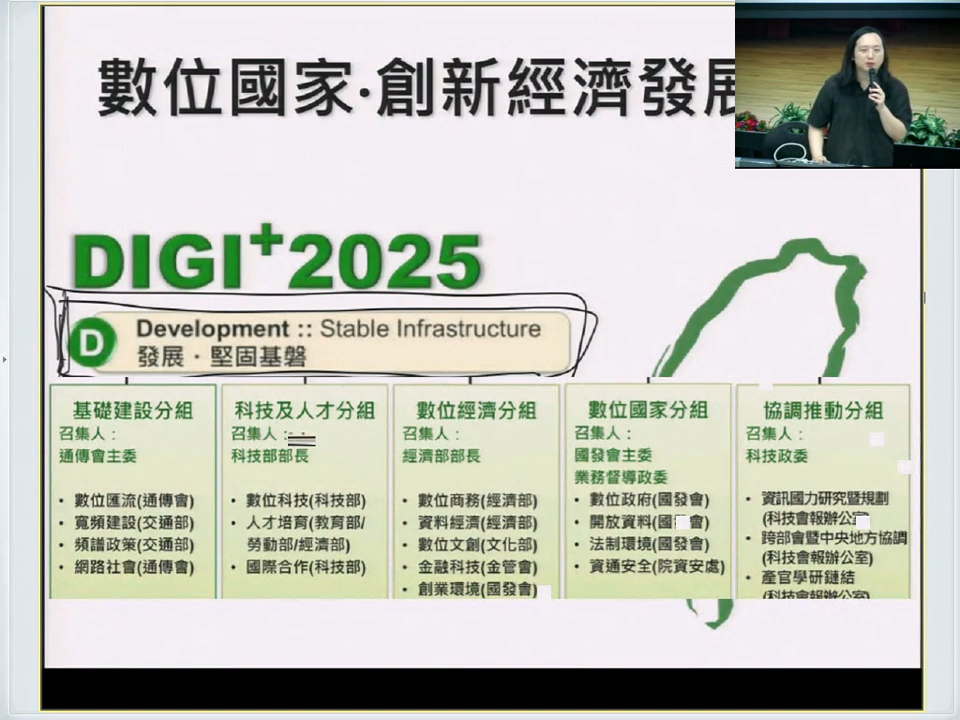 數位國家·創新經濟發展
DIGI+2025
D
Development :: Stable Infrastructure
發展·堅固基磐
基礎建設分組
召集人：
通傳會主委
• 數位匯流(通傳會)
• 寬頻建設(交通部)
• 頻譜政策(交通部)
• 網路社會(通傳會)
科技及人才分組
召集人：
科技部部長
• 數位科技(科技部)
• 人才培育(教育部/
勞動部/經濟部)
• 國際合作(科技部)
數位經濟分組
召集人：
經濟部部長
• 數位商務(經濟部)
• 資料經濟(經濟部)
• 數位文創(文化部)
• 金融科技(金管會)
• 創業環境(國發會)
數位國家分組
召集人：
國發會主委
業務督導政委
• 數位政府(國發會)
• 開放資料(國 會)
• 法制環境(國發會)
• 資通安全(院資安處)
協調推動分組
召集人：
科技政委
• 資訊國力研究暨規劃
(科技會報辦公室)
• 跨部會暨中央地方協調
(科技會報辦公室)
• 產官學研鏈結
(科技會報辦公室)